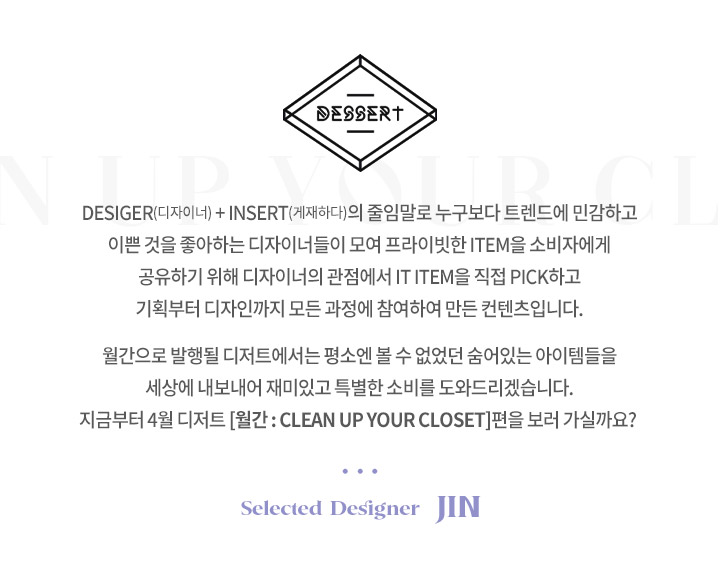 DESSERT
N UP YOUR CL
DESIGER(디자이너) + INSERT(게재하다)의 줄임말로 누구보다 트렌드에 민감하고
이쁜 것을 좋아하는 디자이너들이 모여 프라이빗한 ITEM을 소비자에게
공유하기 위해 디자이너의 관점에서 IT ITEM을 직접 PICK하고
기획부터 디자인까지 모든 과정에 참여하여 만든 컨텐츠입니다.
월간으로 발행될 디저트에서는 평소엔 볼 수 없었던 숨어있는 아이템들을
세상에 내보내어 재미있고 특별한 소비를 도와드리겠습니다.
지금부터 4월 디저트 [월간 : CLEAN UP YOUR CLOSET]편을 보러 가실까요?
Selected Designer JIN